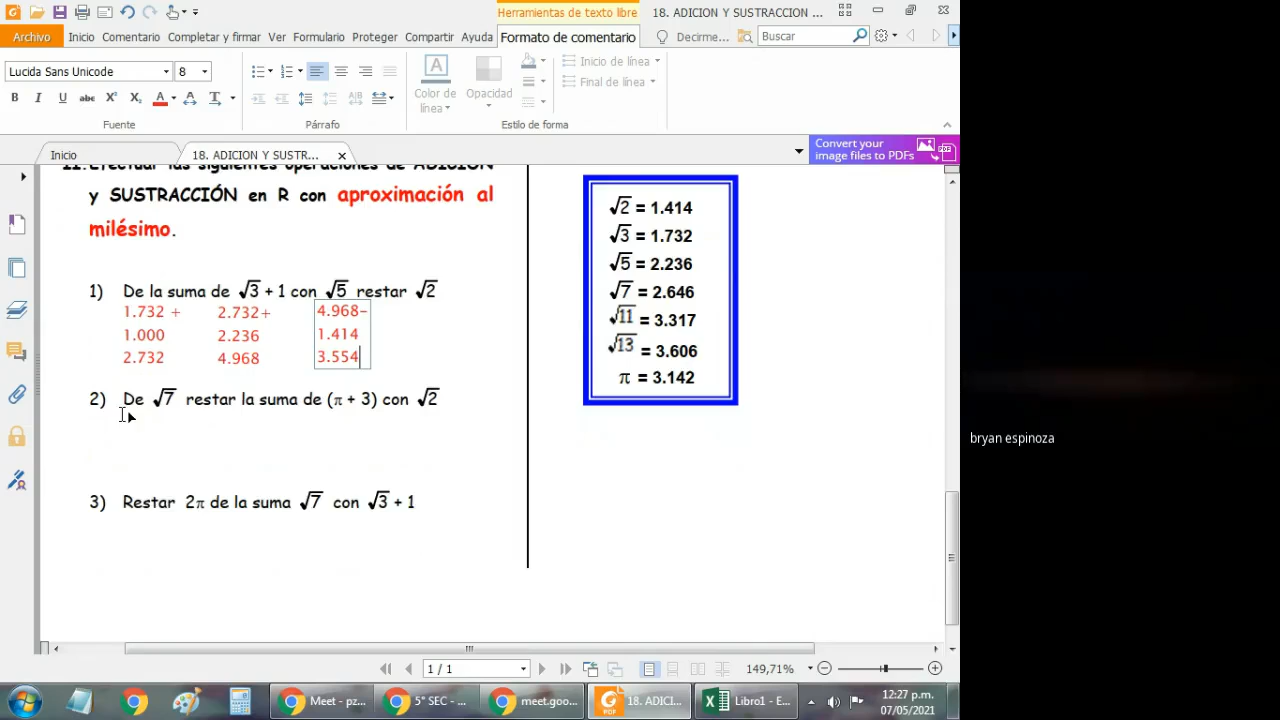 Herramientas de texto libre
18. ADICION Y SUSTRACCION ...
Archivo Inicio Comentario Completar y firmar Ver Formulario Proteger Compartir Ayuda Formato de comentario Decirme... Buscar
Lucida Sans Unicode 8
Color de línea Opacidad Inicio de línea
Final de línea
Fuente Párrafo Estilo de forma
Inicio 18. ADICION Y SUSTR... Convert your image files to PDFs
11. Efectuar las siguientes operaciones de ADICIÓN
y SUSTRACCIÓN en R con aproximación al
milésimo.
1) De la suma de √3 + 1 con √5 restar √2
1.732 + 2.732+ 4.968-
1.000 2.236 1.414
2.732 4.968 3.554
2) De √7 restar la suma de (π + 3) con √2
3) Restar 2π de la suma √7 con √3 + 1
√2 = 1.414
√3 = 1.732
√5 = 2.236
√7 = 2.646
√11 = 3.317
√13 = 3.606
π = 3.142
bryan espinoza
1 / 1 149,71%
Meet - pz... 5° SEC - ... meet.goo... 18. ADICI... Libro1 - E...
12:27 p.m.
07/05/2021